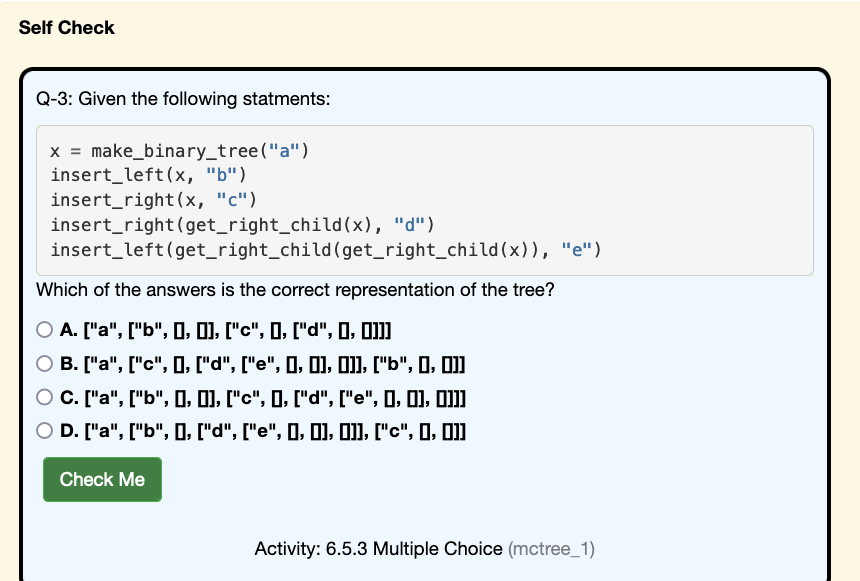 Self Check
Q-3: Given the following statments:
x = make_binary_tree("a")
insert_left(x, "b")
insert_right(x, "c")
insert_right(get_right_child(x), "d")
insert_left(get_right_child(get_right_child(x)), "e")
Which of the answers is the correct representation of the tree?
A. ["a", ["b", [], []], ["c", [], ["d", [], []]]]
B. ["a", ["c", [], ["d", ["e", [], []], []]], ["b", [], []]]
C. ["a", ["b", [], []], ["c", [], ["d", ["e", [], []], []]]]
D. ["a", ["b", [], ["d", ["e", [], []], []]], ["c", [], []]]
Check Me
Activity: 6.5.3 Multiple Choice (mctree_1)